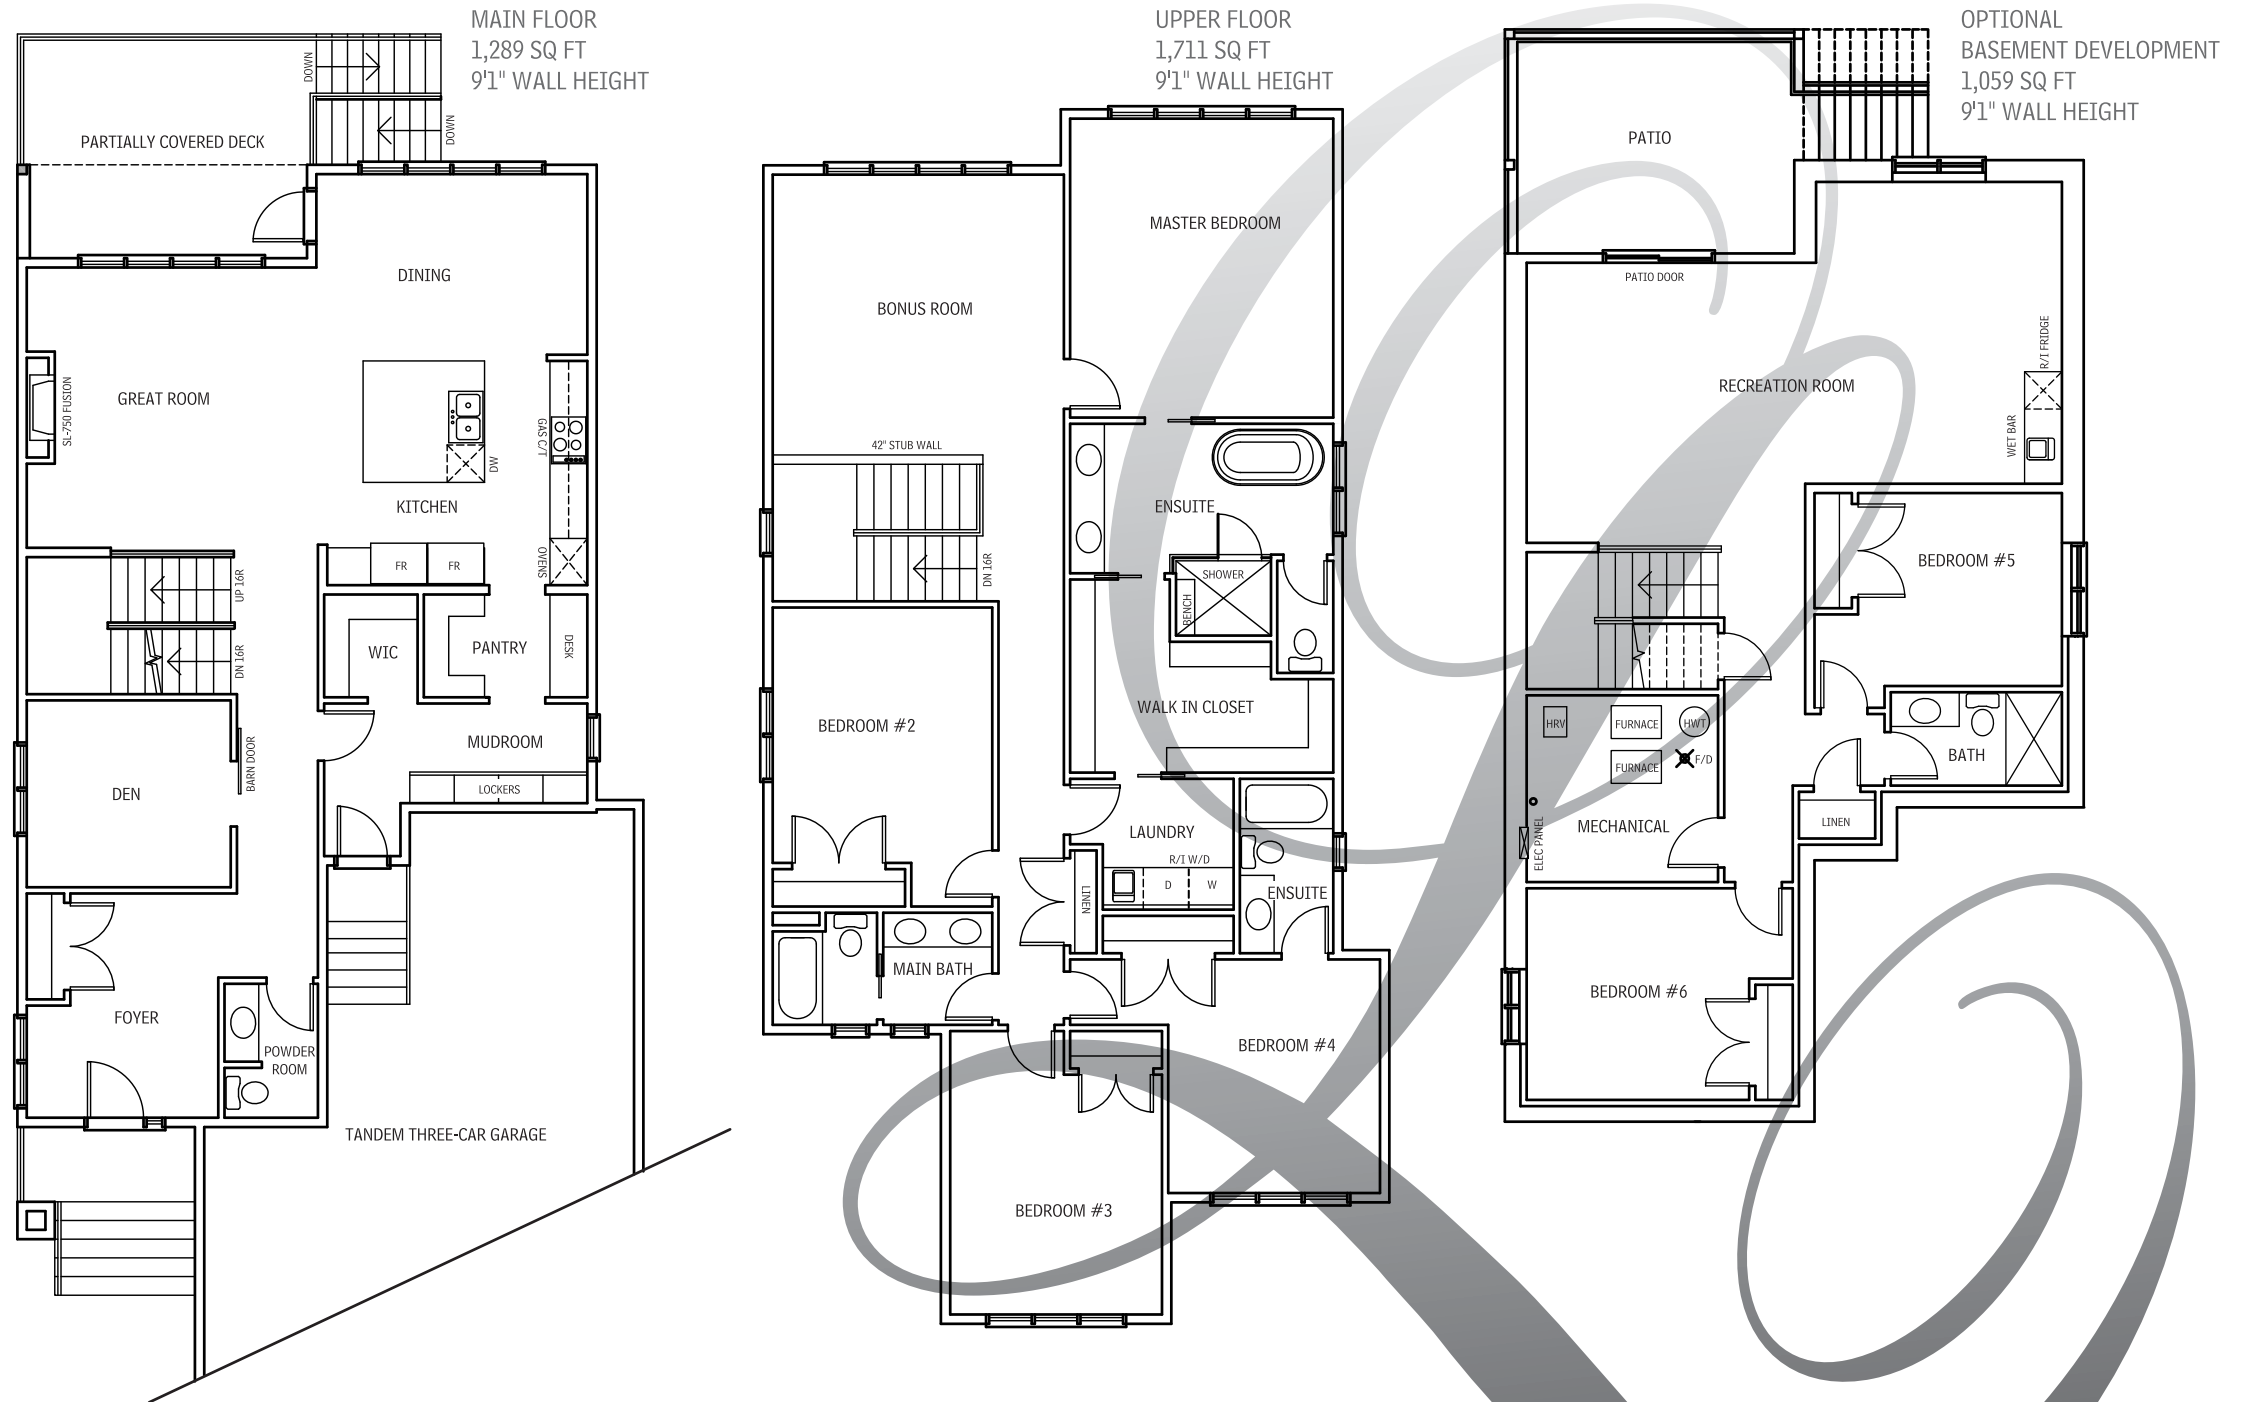 MAIN FLOOR
1,289 SQ FT
9'1" WALL HEIGHT
DOWN
DOWN
PARTIALLY COVERED DECK
DINING
GREAT ROOM
SL-750 FUSION
GAS C/T
DW
KITCHEN
FR
FR
OVENS
UP 16R
DN 16R
WIC
PANTRY
DESK
MUDROOM
LOCKERS
BARN DOOR
DEN
FOYER
POWDER
ROOM
TANDEM THREE-CAR GARAGE
UPPER FLOOR
1,711 SQ FT
9'1" WALL HEIGHT
MASTER BEDROOM
BONUS ROOM
42" STUB WALL
DN 16R
ENSUITE
SHOWER
BENCH
WALK IN CLOSET
BEDROOM #2
LAUNDRY
R/I W/D
D
W
LINEN
ENSUITE
MAIN BATH
BEDROOM #4
BEDROOM #3
OPTIONAL
BASEMENT DEVELOPMENT
1,059 SQ FT
9'1" WALL HEIGHT
PATIO
PATIO DOOR
R/I FRIDGE
RECREATION ROOM
WET BAR
BEDROOM #5
HRV
FURNACE
HWT
FURNACE
F/D
BATH
MECHANICAL
ELEC PANEL
LINEN
BEDROOM #6